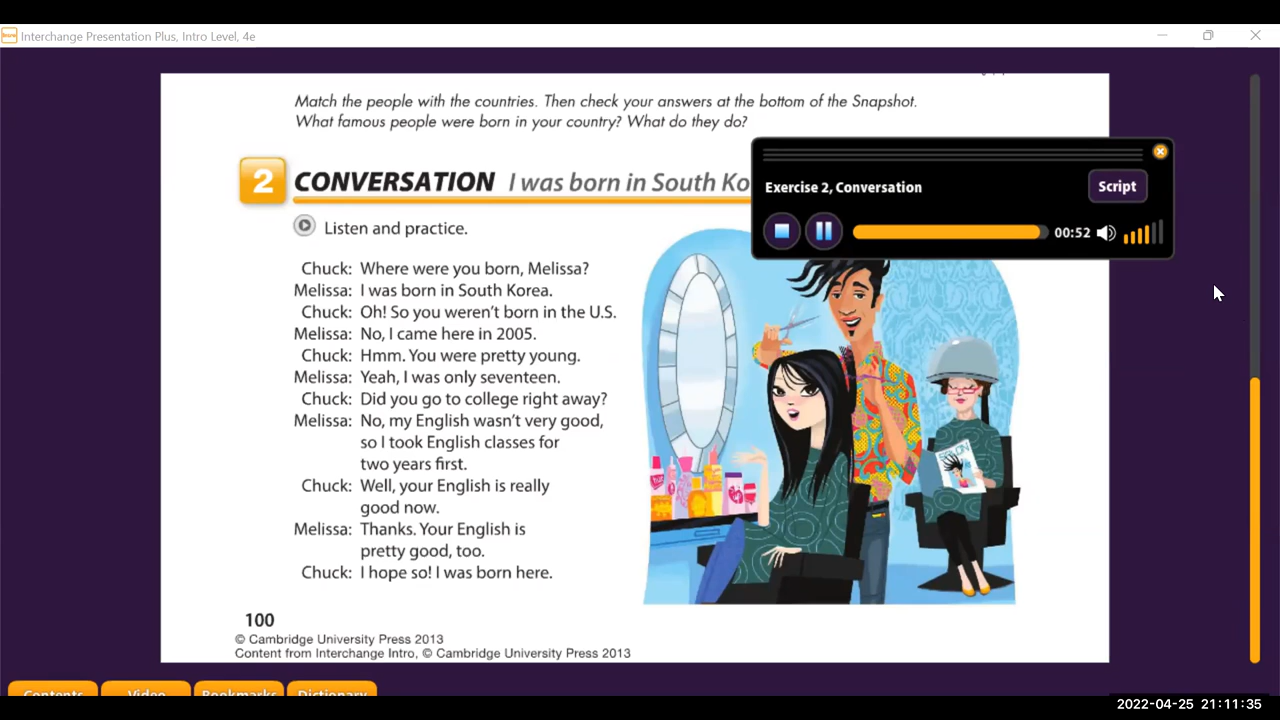 Interchange Presentation Plus, Intro Level, 4e
Match the people with the countries. Then check your answers at the bottom of the Snapshot.
What famous people were born in your country? What do they do?
2 CONVERSATION I was born in South Ko
Exercise 2, Conversation
Script
00:52
Listen and practice.
Chuck: Where were you born, Melissa?
Melissa: I was born in South Korea.
Chuck: Oh! So you weren't born in the U.S.
Melissa: No, I came here in 2005.
Chuck: Hmm. You were pretty young.
Melissa: Yeah, I was only seventeen.
Chuck: Did you go to college right away?
Melissa: No, my English wasn't very good,
so I took English classes for
two years first.
Chuck: Well, your English is really
good now.
Melissa: Thanks. Your English is
pretty good, too.
Chuck: I hope so! I was born here.
100
© Cambridge University Press 2013
Content from Interchange Intro, © Cambridge University Press 2013
Contents Video Bookmarks Dictionary
2022-04-25 21:11:35